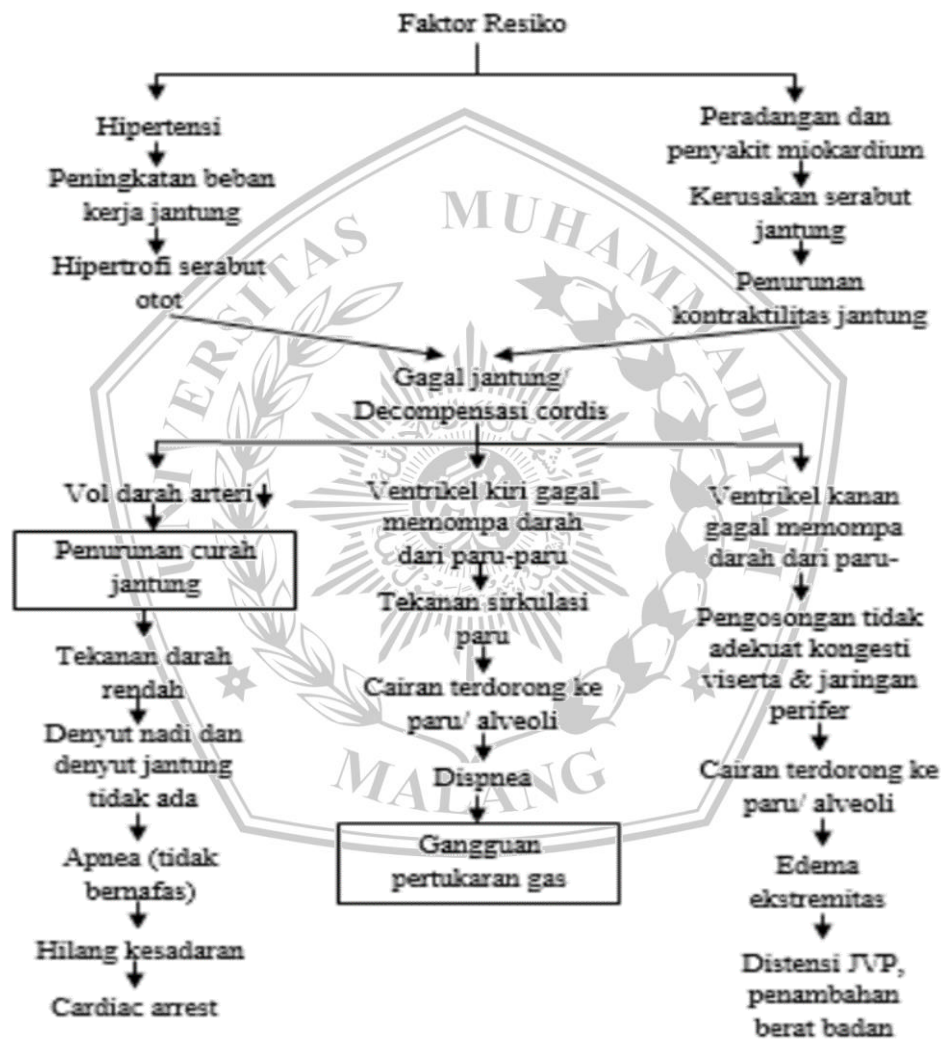 Faktor Resiko
Hipertensi
Peningkatan beban
kerja jantung
Hipertrofi serabut
otot
Peradangan dan
penyakit miokardium
Kerusakan serabut
jantung
Penurunan
kontraktilitas jantung
Gagal jantung
Decompensasi cordis
Vol darah arteri
Penurunan curah
jantung
Tekanan darah
rendah
Denyut nadi dan
denyut jantung
tidak ada
Apnea (tidak
bernafas)
Hilang kesadaran
Cardiac arrest
Ventrikel kiri gagal
memompa darah
dari paru-paru
Tekanan sirkulasi
paru
Cairan terdorong ke
paru/ alveoli
Dispnea
Gangguan
pertukaran gas
Ventrikel kanan
gagal memompa
darah dari paru-
Pengosongan tidak
adekuat kongesti
viserta & jaringan
perifer
Cairan terdorong ke
paru/ alveoli
Edema
ekstremitas
Distensi JVP,
penambahan
berat badan
UNIVERSITAS MUHAMMADIYAH
MALANG